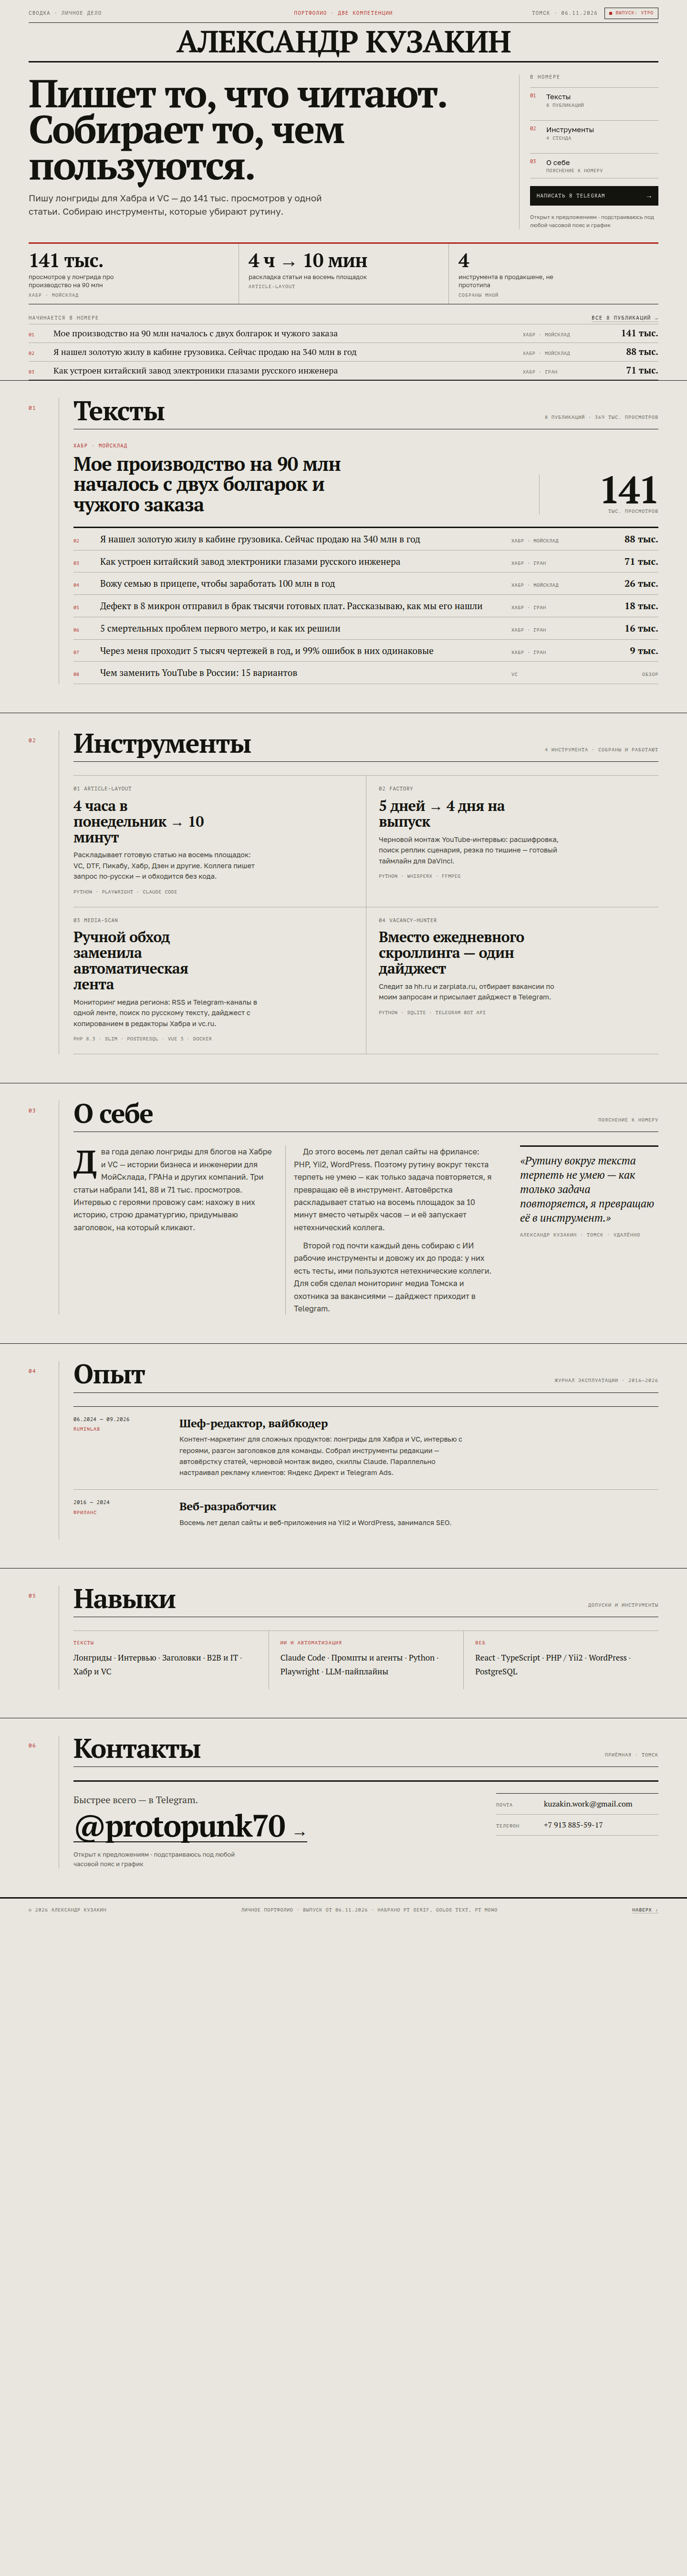 СВОДКА · ЛИЧНОЕ ДЕЛО
ПОРТФОЛИО · ДВЕ КОМПЕТЕНЦИИ
ТОМСК · 06.11.2026
ВЫПУСК: УТРО
АЛЕКСАНДР КУЗАКИН
Пишет то, что читают.
Собирает то, чем
пользуются.
Пишу лонгриды для Хабра и VC — до 141 тыс. просмотров у одной
статьи. Собираю инструменты, которые убирают рутину.
В НОМЕРЕ
01 Тексты
8 ПУБЛИКАЦИЙ
02 Инструменты
4 СТЕНДА
03 О себе
ПОЯСНЕНИЕ К НОМЕРУ
НАПИСАТЬ В TELEGRAM →
Открыт к предложениям · подстраиваюсь под
любой часовой пояс и график
141 тыс.
просмотров у лонгрида про
производство на 90 млн
ХАБР · МОЙСКЛАД
4 ч → 10 мин
раскладка статьи на восемь площадок
ARTICLE-LAYOUT
4
инструмента в продакшене, не
прототипа
СОБРАНЫ МНОЙ
НАЧИНАЕТСЯ В НОМЕРЕ
ВСЕ 8 ПУБЛИКАЦИЙ →
01 Мое производство на 90 млн началось с двух болгарок и чужого заказа ХАБР · МОЙСКЛАД 141 тыс.
02 Я нашел золотую жилу в кабине грузовика. Сейчас продаю на 340 млн в год ХАБР · МОЙСКЛАД 88 тыс.
03 Как устроен китайский завод электроники глазами русского инженера ХАБР · ГРАН 71 тыс.
01
Тексты
8 ПУБЛИКАЦИЙ · 369 ТЫС. ПРОСМОТРОВ
ХАБР · МОЙСКЛАД
Мое производство на 90 млн
началось с двух болгарок и
чужого заказа
141
ТЫС. ПРОСМОТРОВ
02 Я нашел золотую жилу в кабине грузовика. Сейчас продаю на 340 млн в год ХАБР · МОЙСКЛАД 88 тыс.
03 Как устроен китайский завод электроники глазами русского инженера ХАБР · ГРАН 71 тыс.
04 Вожу семью в прицепе, чтобы заработать 100 млн в год ХАБР · МОЙСКЛАД 26 тыс.
05 Дефект в 8 микрон отправил в брак тысячи готовых плат. Рассказываю, как мы его нашли ХАБР · ГРАН 18 тыс.
06 5 смертельных проблем первого метро, и как их решили ХАБР · ГРАН 16 тыс.
07 Через меня проходит 5 тысяч чертежей в год, и 99% ошибок в них одинаковые ХАБР · ГРАН 9 тыс.
08 Чем заменить YouTube в России: 15 вариантов VC ОБЗОР
02
Инструменты
4 ИНСТРУМЕНТА · СОБРАНЫ И РАБОТАЮТ
01 ARTICLE-LAYOUT
4 часа в
понедельник → 10
минут
Раскладывает готовую статью на восемь площадок:
VC, DTF, Пикабу, Хабр, Дзен и другие. Коллега пишет
запрос по-русски — и обходится без кода.
PYTHON · PLAYWRIGHT · CLAUDE CODE
02 FACTORY
5 дней → 4 дня на
выпуск
Черновой монтаж YouTube-интервью: расшифровка,
поиск реплик сценария, резка по тишине — готовый
таймлайн для DaVinci.
PYTHON · WHISPERX · FFMPEG
03 MEDIA-SCAN
Ручной обход
заменила
автоматическая
лента
Мониторинг медиа региона: RSS и Telegram-каналы в
одной ленте, поиск по русскому тексту, дайджест с
копированием в редакторы Хабра и vc.ru.
PHP 8.3 · SLIM · POSTGRESQL · VUE 3 · DOCKER
04 VACANCY-HUNTER
Вместо ежедневного
скроллинга — один
дайджест
Следит за hh.ru и zarplata.ru, отбирает вакансии по
моим запросам и присылает дайджест в Telegram.
PYTHON · SQLITE · TELEGRAM BOT API
03
О себе
ПОЯСНЕНИЕ К НОМЕРУ
Два года делаю лонгриды для блогов на Хабре
и VC — истории бизнеса и инженерии для
МойСклада, ГРАНа и других компаний. Три
статьи набрали 141, 88 и 71 тыс. просмотров.
Интервью с героями провожу сам: нахожу в них
историю, строю драматургию, придумываю
заголовок, на который кликают.
До этого восемь лет делал сайты на фрилансе:
PHP, Yii2, WordPress. Поэтому рутину вокруг текста
терпеть не умею — как только задача повторяется, я
превращаю её в инструмент. Автовёрстка
раскладывает статью на восемь площадок за 10
минут вместо четырёх часов — и её запускает
нетехнический коллега.
Второй год почти каждый день собираю с ИИ
рабочие инструменты и довожу их до прода: у них
есть тесты, ими пользуются нетехнические коллеги.
Для себя сделал мониторинг медиа Томска и
охотника за вакансиями — дайджест приходит в
Telegram.
«Рутину вокруг текста
терпеть не умею — как
только задача
повторяется, я превращаю
её в инструмент.»
АЛЕКСАНДР КУЗАКИН · ТОМСК · УДАЛЁННО
04
Опыт
ЖУРНАЛ ЭКСПЛУАТАЦИИ · 2016—2026
06.2024 — 09.2026
RUMINLAB
Шеф-редактор, вайбкодер
Контент-маркетинг для сложных продуктов: лонгриды для Хабра и VC, интервью с
героями, разгон заголовков для команды. Собрал инструменты редакции —
автовёрстку статей, черновой монтаж видео, скиллы Claude. Параллельно
настраивал рекламу клиентов: Яндекс Директ и Telegram Ads.
2016 — 2024
ФРИЛАНС
Веб-разработчик
Восемь лет делал сайты и веб-приложения на Yii2 и WordPress, занимался SEO.
05
Навыки
ДОПУСКИ И ИНСТРУМЕНТЫ
ТЕКСТЫ
Лонгриды · Интервью · Заголовки · B2B и IT ·
Хабр и VC
ИИ И АВТОМАТИЗАЦИЯ
Claude Code · Промпты и агенты · Python ·
Playwright · LLM-пайплайны
ВЕБ
React · TypeScript · PHP / Yii2 · WordPress ·
PostgreSQL
06
Контакты
ПРИЁМНАЯ · ТОМСК
Быстрее всего — в Telegram.
@protopunk70 →
Открыт к предложениям · подстраиваюсь под любой
часовой пояс и график
ПОЧТА kuzakin.work@gmail.com
ТЕЛЕФОН +7 913 885-59-17
© 2026 АЛЕКСАНДР КУЗАКИН
ЛИЧНОЕ ПОРТФОЛИО · ВЫПУСК ОТ 06.11.2026 · НАБРАНО PT SERIF, GOLOS TEXT, PT MONO
НАВЕРХ ↑